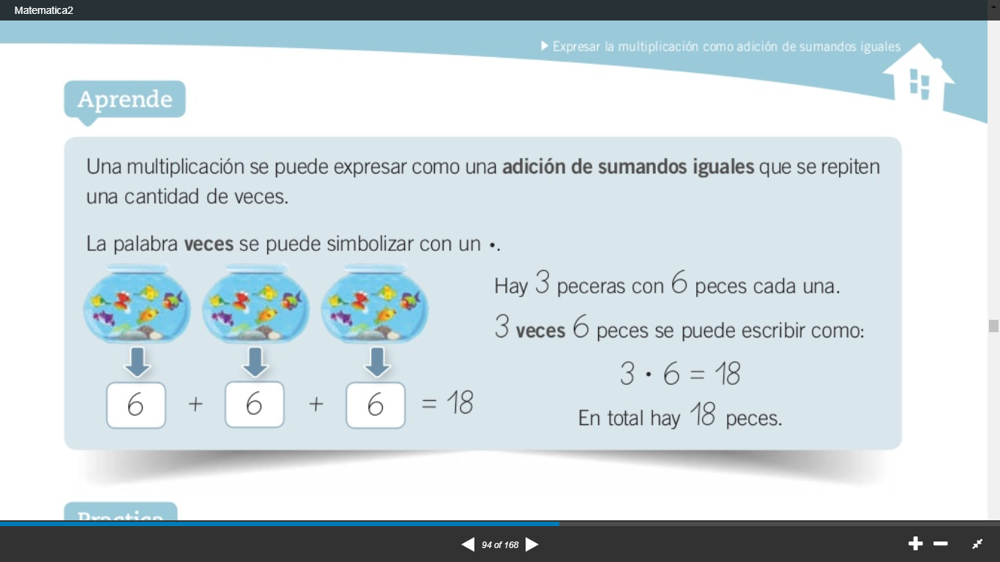 Matematica2
▶ Expresar la multiplicación como adición de sumandos iguales
Aprende
Una multiplicación se puede expresar como una adición de sumandos iguales que se repiten
una cantidad de veces.
La palabra veces se puede simbolizar con un •.
Hay 3 peceras con 6 peces cada una.
3 veces 6 peces se puede escribir como:
3 • 6 = 18
En total hay 18 peces.
6 + 6 + 6 = 18
Practica
94 of 168